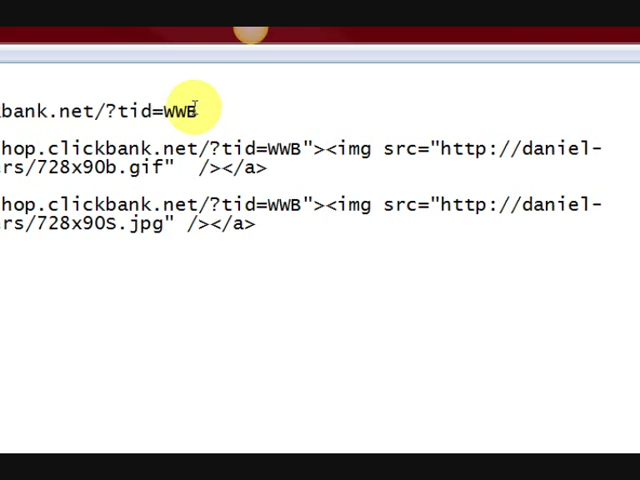 kbank.net/?tid=WWB
hop.clickbank.net/?tid=WWB"><img src="http://daniel-
rs/728x90b.gif"  /></a>
hop.clickbank.net/?tid=WWB"><img src="http://daniel-
rs/728x90S.jpg" /></a>